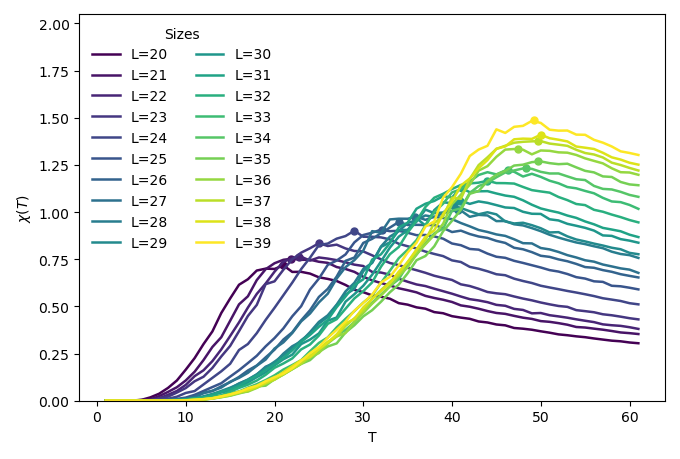 2.00
1.75
1.50
1.25
1.00
0.75
0.50
0.25
0.00
χ(T)
Sizes
L=20
L=21
L=22
L=23
L=24
L=25
L=26
L=27
L=28
L=29
L=30
L=31
L=32
L=33
L=34
L=35
L=36
L=37
L=38
L=39
0 10 20 30 40 50 60
T